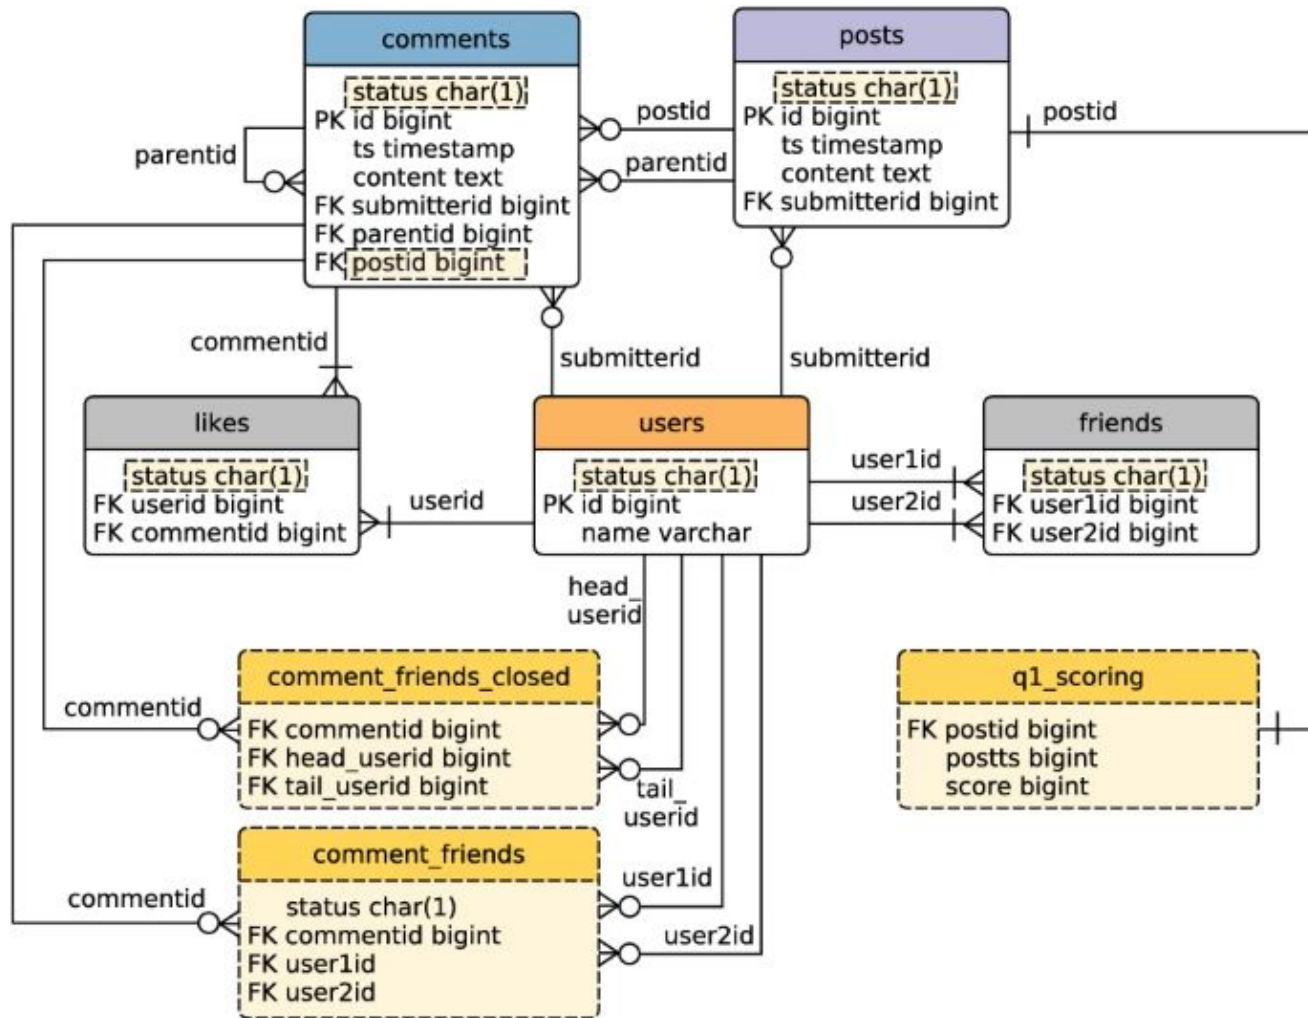 comments
status char(1)
PK id bigint
ts timestamp
content text
FK submitterid bigint
FK parentid bigint
FK postid bigint
posts
status char(1)
PK id bigint
ts timestamp
content text
FK submitterid bigint
postid
parentid
postid
parentid
commentid
submitterid
submitterid
likes
status char(1)
FK userid bigint
FK commentid bigint
userid
users
status char(1)
PK id bigint
name varchar
user1id
user2id
friends
status char(1)
FK user1id bigint
FK user2id bigint
head_
userid
comment_friends_closed
FK commentid bigint
FK head_userid bigint
FK tail_userid bigint
commentid
tail_
userid
q1_scoring
FK postid bigint
postts bigint
score bigint
comment_friends
status char(1)
FK commentid bigint
FK user1id
FK user2id
commentid
user1id
user2id